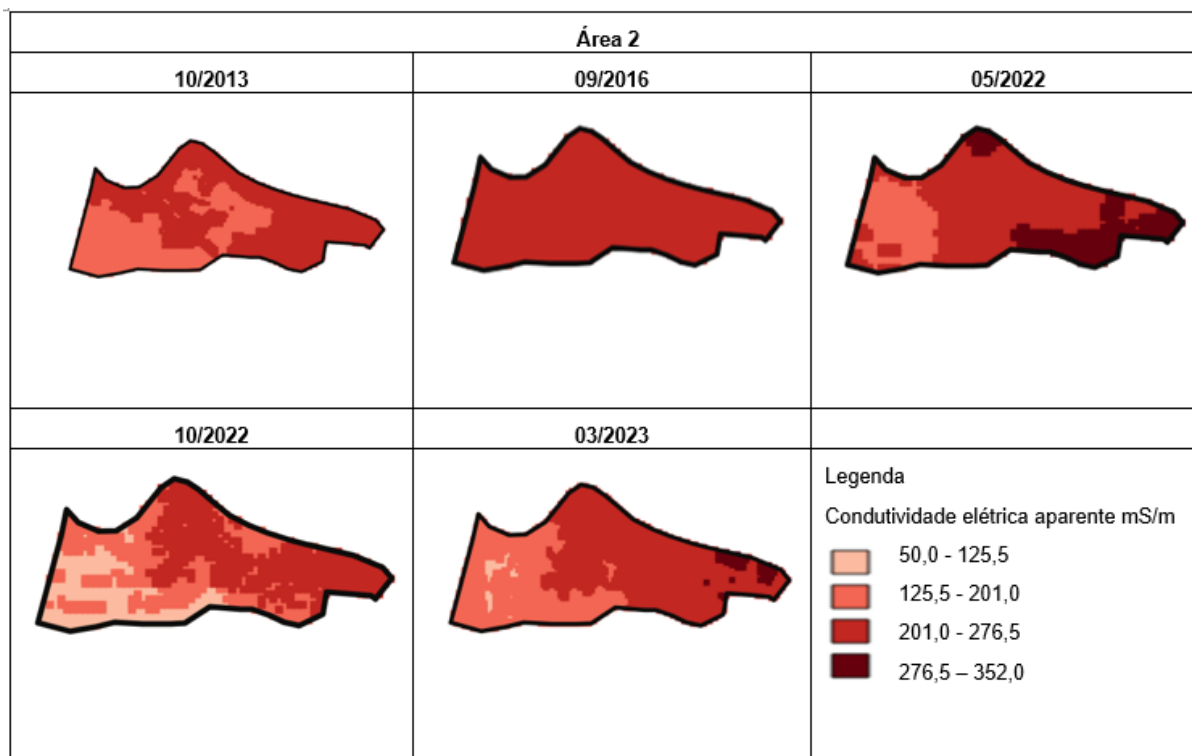 Área 2
10/2013
09/2016
05/2022
10/2022
03/2023
Legenda
Condutividade elétrica aparente mS/m
50,0 - 125,5
125,5 - 201,0
201,0 - 276,5
276,5 – 352,0